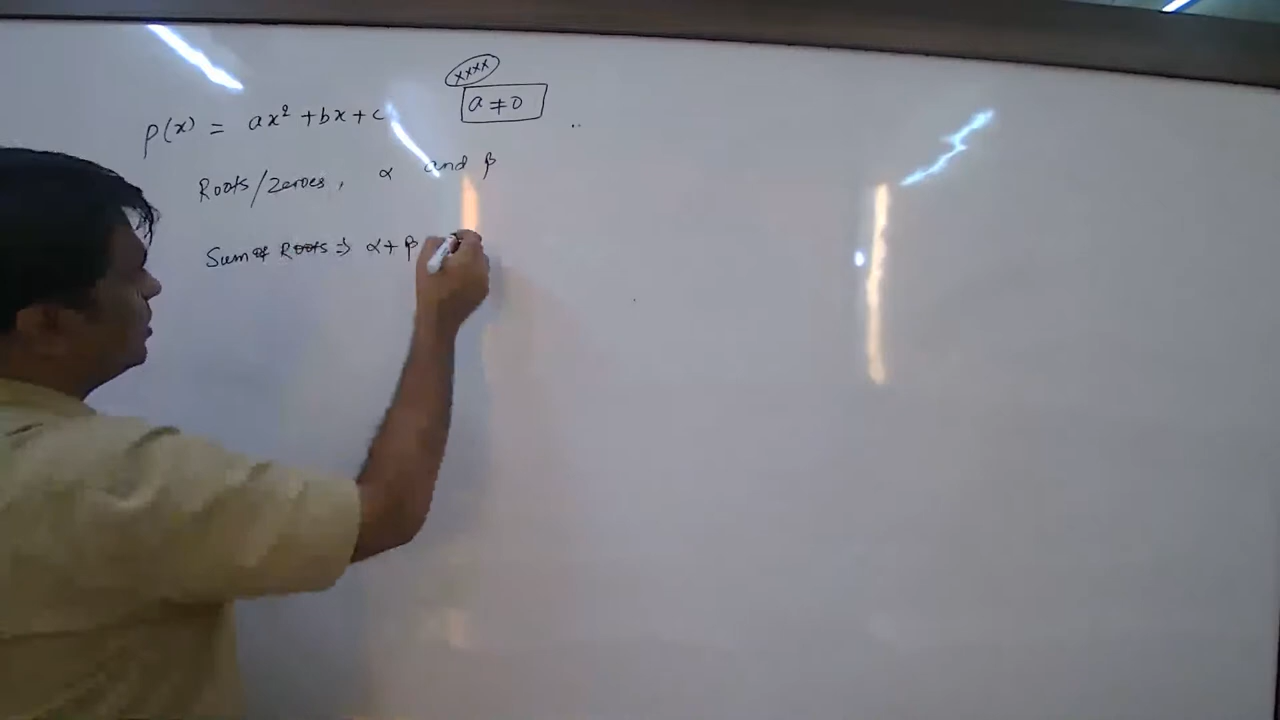 xxxx
p(x) = ax² + bx + c a ≠ 0
Roots/Zeroes, α and β
Sum of Roots ⇒ α + β